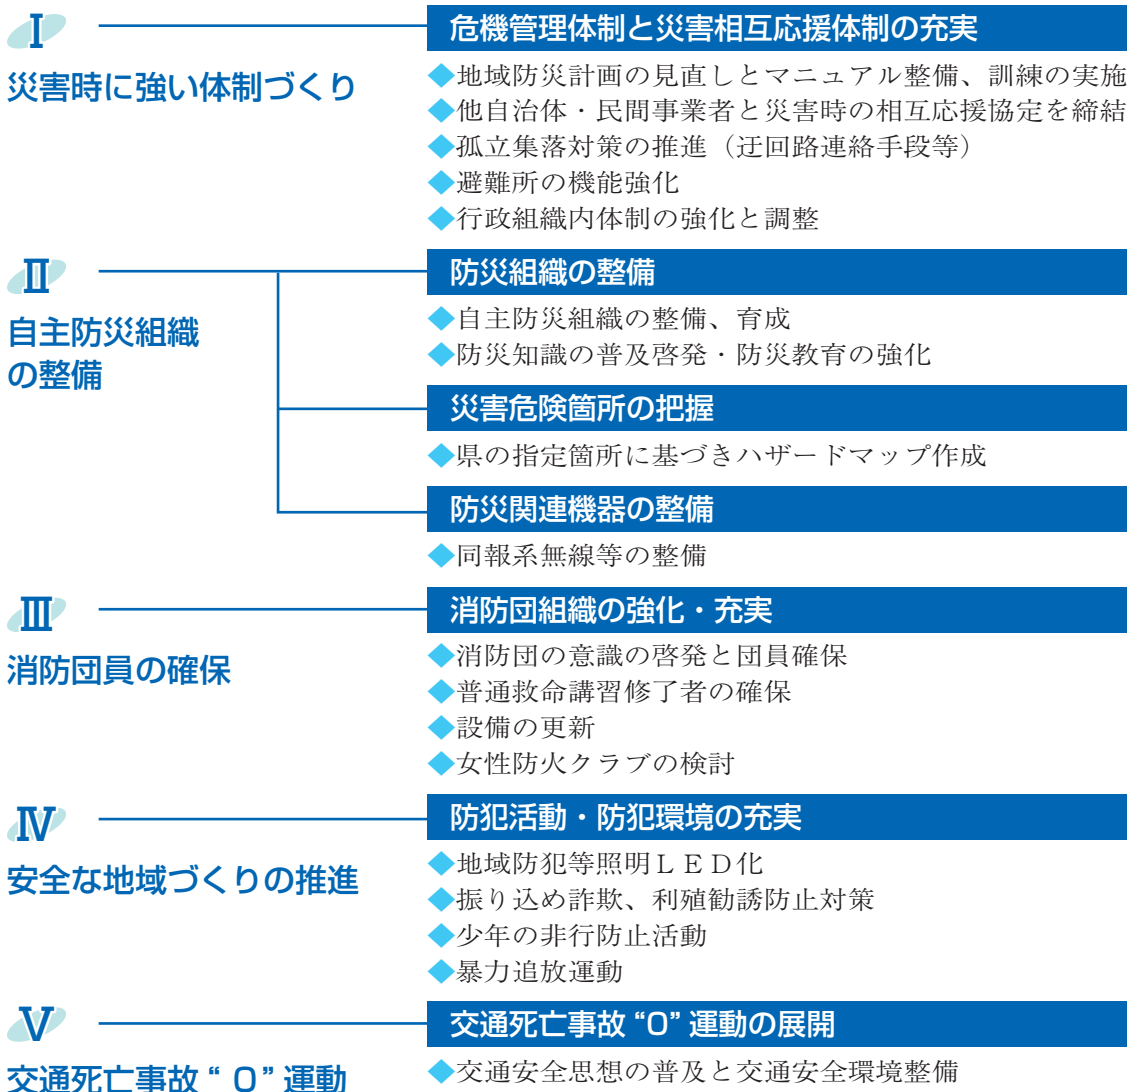 Ⅰ
災害時に強い体制づくり
危機管理体制と災害相互応援体制の充実
◆地域防災計画の見直しとマニュアル整備、訓練の実施
◆他自治体・民間事業者と災害時の相互応援協定を締結
◆孤立集落対策の推進（迂回路連絡手段等）
◆避難所の機能強化
◆行政組織内体制の強化と調整
Ⅱ
自主防災組織
の整備
防災組織の整備
◆自主防災組織の整備、育成
◆防災知識の普及啓発・防災教育の強化
災害危険箇所の把握
◆県の指定箇所に基づきハザードマップ作成
防災関連機器の整備
◆同報系無線等の整備
Ⅲ
消防団員の確保
消防団組織の強化・充実
◆消防団の意識の啓発と団員確保
◆普通救命講習修了者の確保
◆設備の更新
◆女性防火クラブの検討
Ⅳ
安全な地域づくりの推進
防犯活動・防犯環境の充実
◆地域防犯等照明ＬＥＤ化
◆振り込め詐欺、利殖勧誘防止対策
◆少年の非行防止活動
◆暴力追放運動
Ⅴ
交通死亡事故“０”運動
交通死亡事故“０”運動の展開
◆交通安全思想の普及と交通安全環境整備